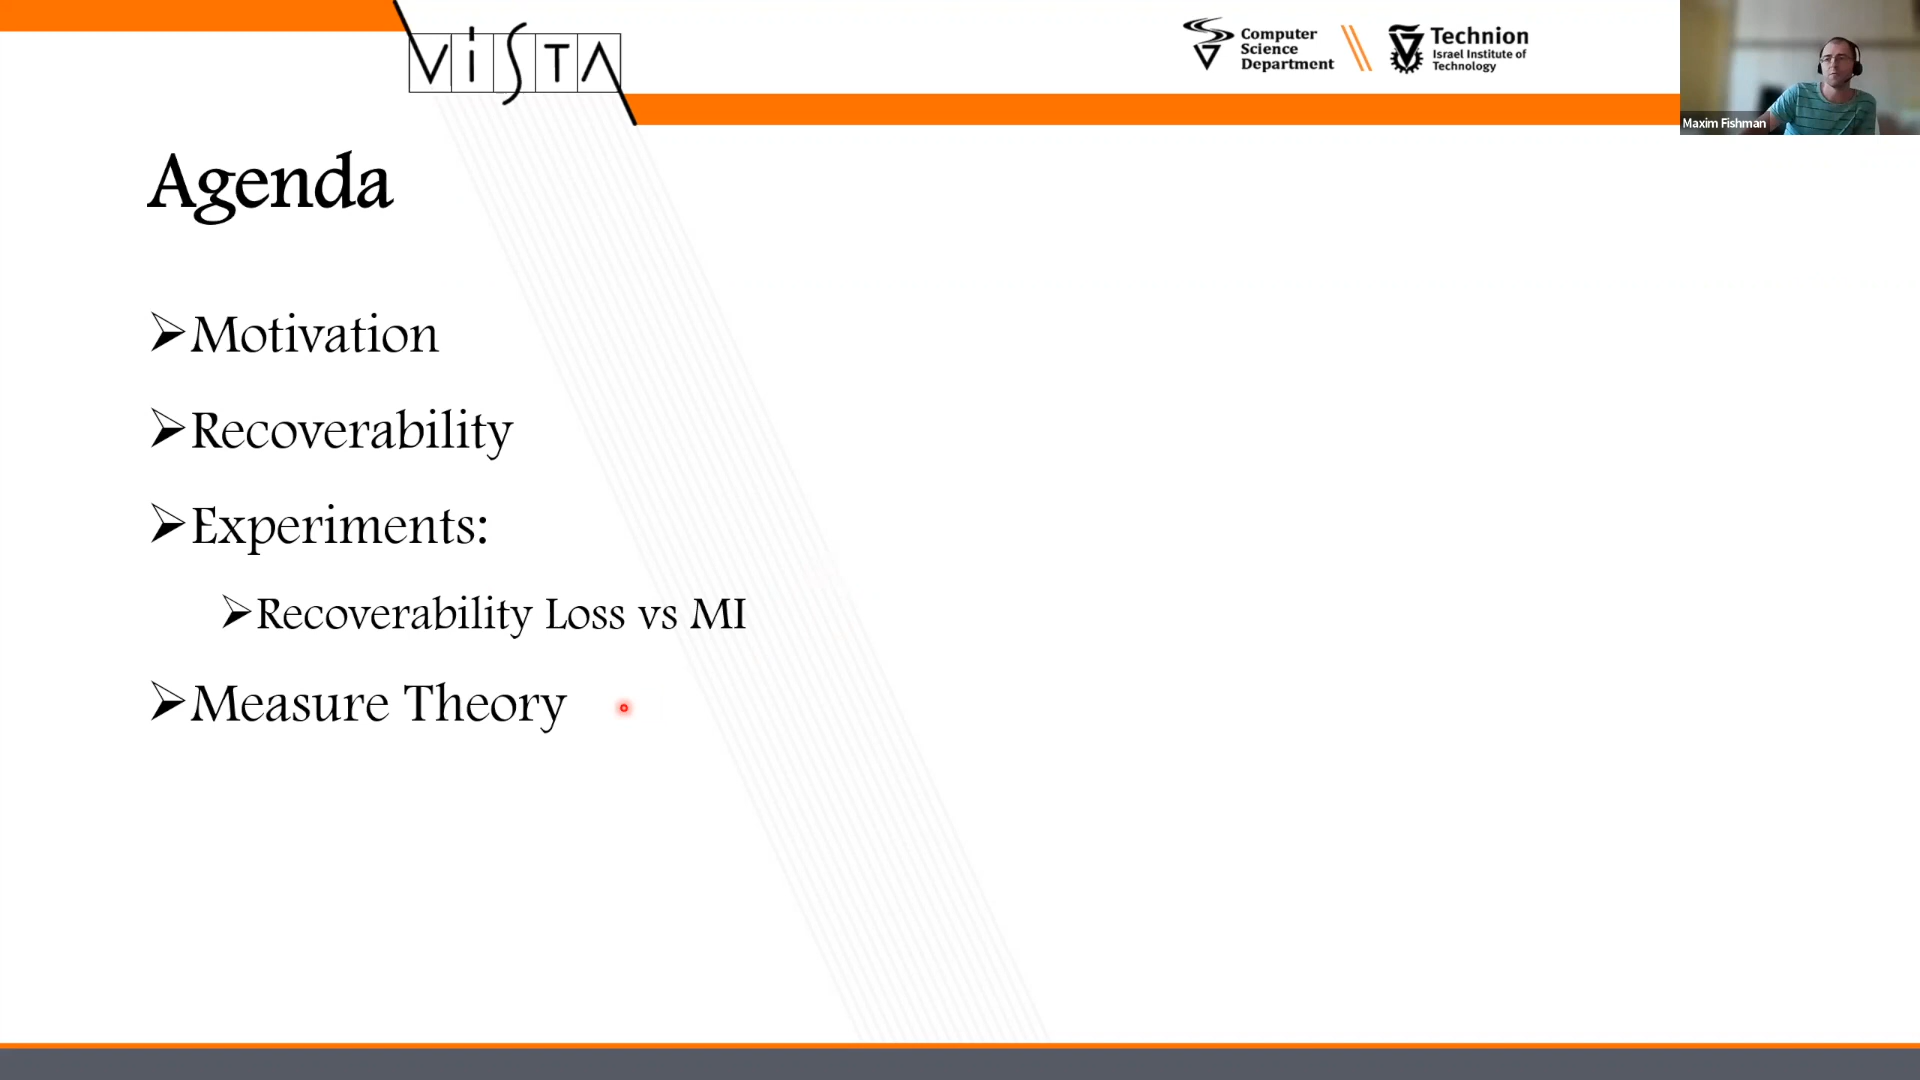 ViSTA
Computer
Science
Department
Technion
Israel Institute of
Technology
Maxim Fishman
Agenda
Motivation
Recoverability
Experiments:
Recoverability Loss vs MI
Measure Theory